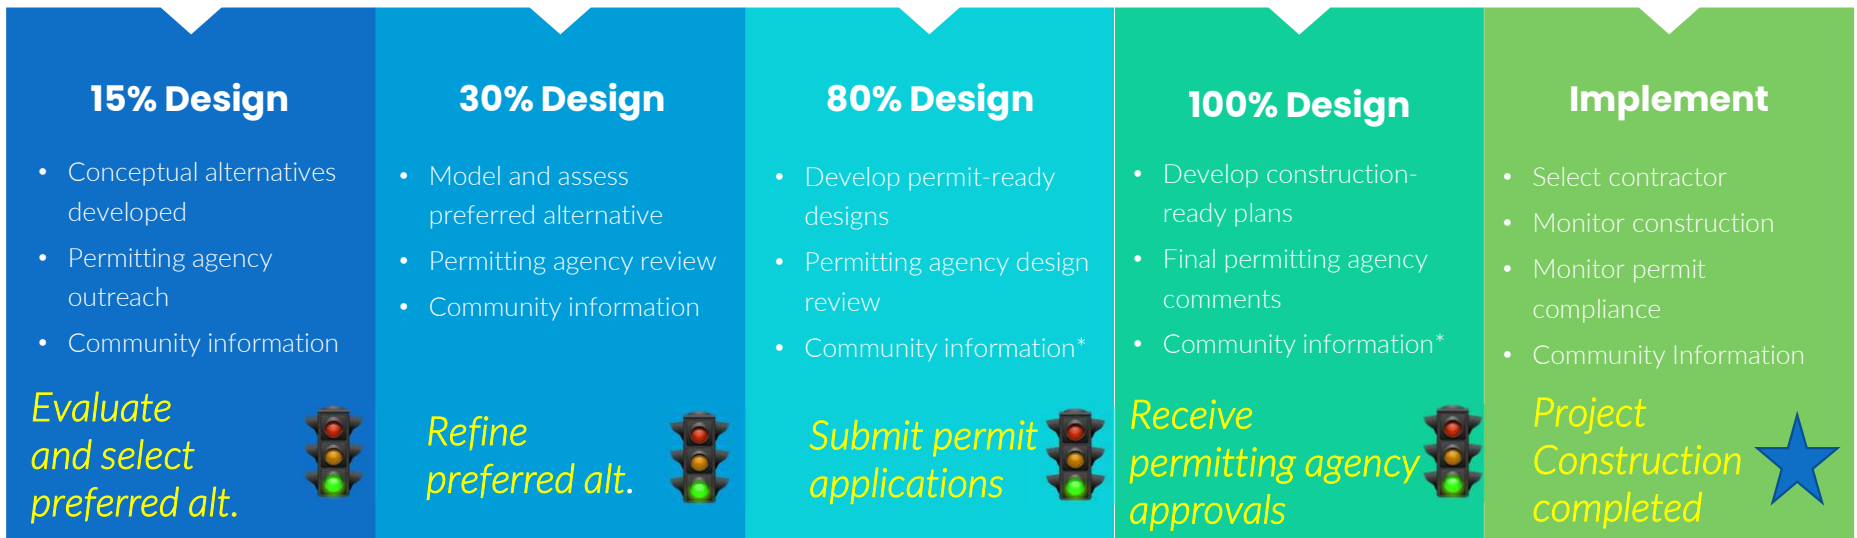 15% Design
• Conceptual alternatives
developed
• Permitting agency
outreach
• Community information
Evaluate
and select
preferred alt.
30% Design
• Model and assess
preferred alternative
• Permitting agency review
• Community information
Refine
preferred alt.
80% Design
• Develop permit-ready
designs
• Permitting agency design
review
• Community information*
Submit permit
applications
100% Design
• Develop construction-
ready plans
• Final permitting agency
comments
• Community information*
Receive
permitting agency
approvals
Implement
• Select contractor
• Monitor construction
• Monitor permit
compliance
• Community Information
Project
Construction
completed